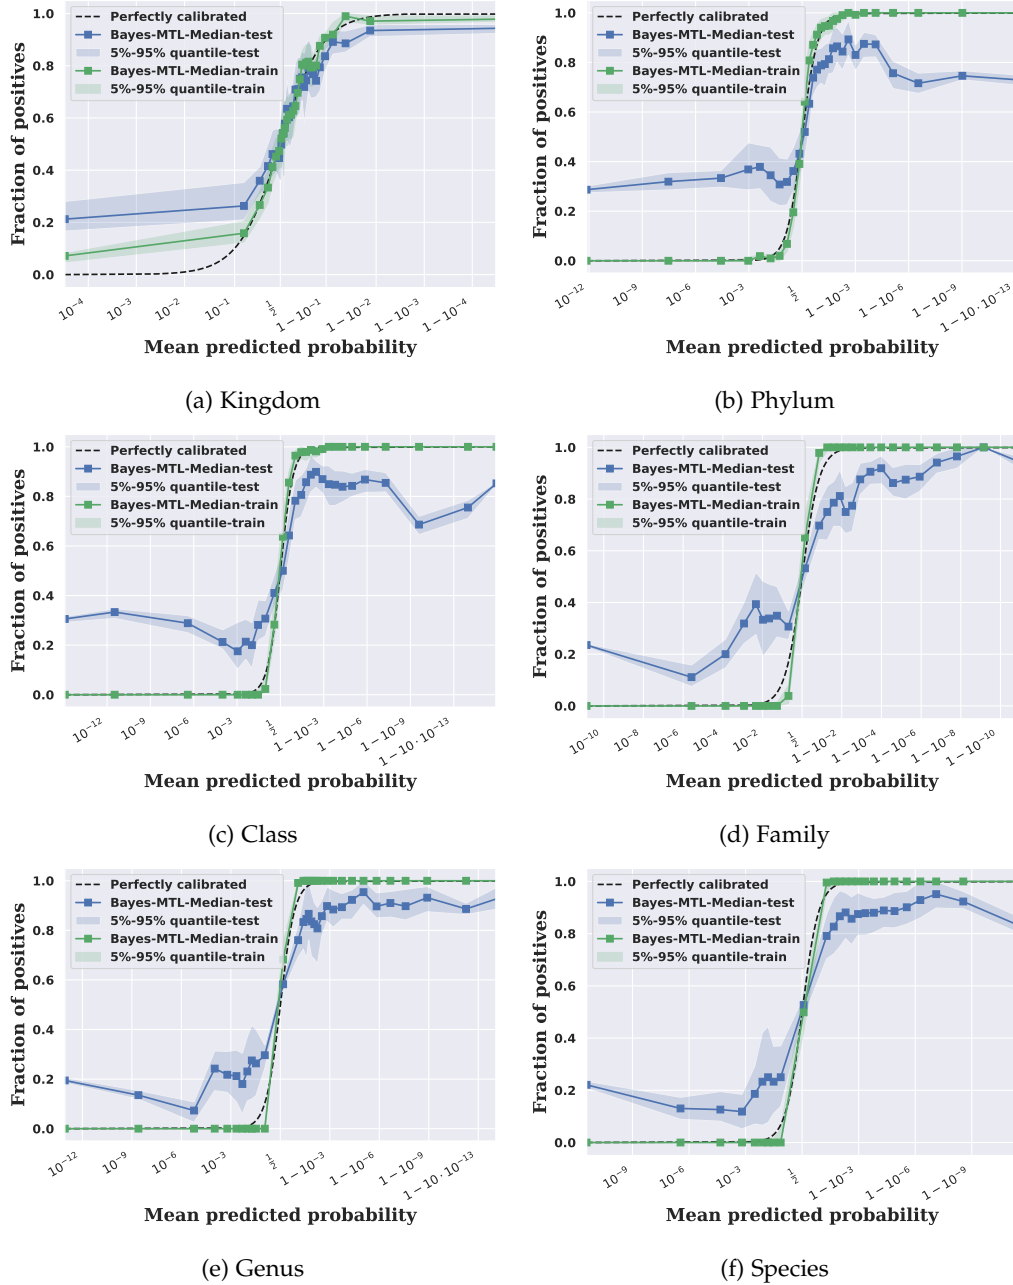 1.0
0.8
0.6
0.4
0.2
0.0
Fraction of positives
Perfectly calibrated
Bayes-MTL-Median-test
5%-95% quantile-test
Bayes-MTL-Median-train
5%-95% quantile-train
10⁻⁴ 10⁻³ 10⁻² 10⁻¹ ½ 1−10⁻¹ 1−10⁻² 1−10⁻³ 1−10⁻⁴
Mean predicted probability
(a) Kingdom
1.0
0.8
0.6
0.4
0.2
0.0
Fraction of positives
Perfectly calibrated
Bayes-MTL-Median-test
5%-95% quantile-test
Bayes-MTL-Median-train
5%-95% quantile-train
10⁻¹² 10⁻⁹ 10⁻⁶ 10⁻³ ½ 1−10⁻³ 1−10⁻⁶ 1−10⁻⁹ 1−10·10⁻¹³
Mean predicted probability
(b) Phylum
1.0
0.8
0.6
0.4
0.2
0.0
Fraction of positives
Perfectly calibrated
Bayes-MTL-Median-test
5%-95% quantile-test
Bayes-MTL-Median-train
5%-95% quantile-train
10⁻¹² 10⁻⁹ 10⁻⁶ 10⁻³ ½ 1−10⁻³ 1−10⁻⁶ 1−10⁻⁹ 1−10·10⁻¹³
Mean predicted probability
(c) Class
1.0
0.8
0.6
0.4
0.2
0.0
Fraction of positives
Perfectly calibrated
Bayes-MTL-Median-test
5%-95% quantile-test
Bayes-MTL-Median-train
5%-95% quantile-train
10⁻¹⁰ 10⁻⁸ 10⁻⁶ 10⁻⁴ 10⁻² ½ 1−10⁻² 1−10⁻⁴ 1−10⁻⁶ 1−10⁻⁸ 1−10⁻¹⁰
Mean predicted probability
(d) Family
1.0
0.8
0.6
0.4
0.2
0.0
Fraction of positives
Perfectly calibrated
Bayes-MTL-Median-test
5%-95% quantile-test
Bayes-MTL-Median-train
5%-95% quantile-train
10⁻¹² 10⁻⁹ 10⁻⁶ 10⁻³ ½ 1−10⁻³ 1−10⁻⁶ 1−10⁻⁹ 1−10·10⁻¹³
Mean predicted probability
(e) Genus
1.0
0.8
0.6
0.4
0.2
0.0
Fraction of positives
Perfectly calibrated
Bayes-MTL-Median-test
5%-95% quantile-test
Bayes-MTL-Median-train
5%-95% quantile-train
10⁻⁹ 10⁻⁶ 10⁻³ ½ 1−10⁻³ 1−10⁻⁶ 1−10⁻⁹
Mean predicted probability
(f) Species